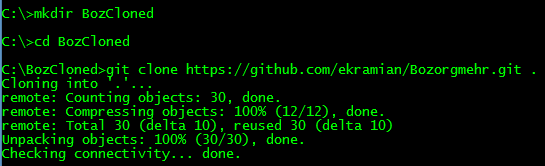 C:\>mkdir BozCloned
C:\>cd BozCloned
C:\BozCloned>git clone https://github.com/ekramian/Bozorgmehr.git .
Cloning into '.'...
remote: Counting objects: 30, done.
remote: Compressing objects: 100% (12/12), done.
remote: Total 30 (delta 10), reused 30 (delta 10)
Unpacking objects: 100% (30/30), done.
Checking connectivity... done.